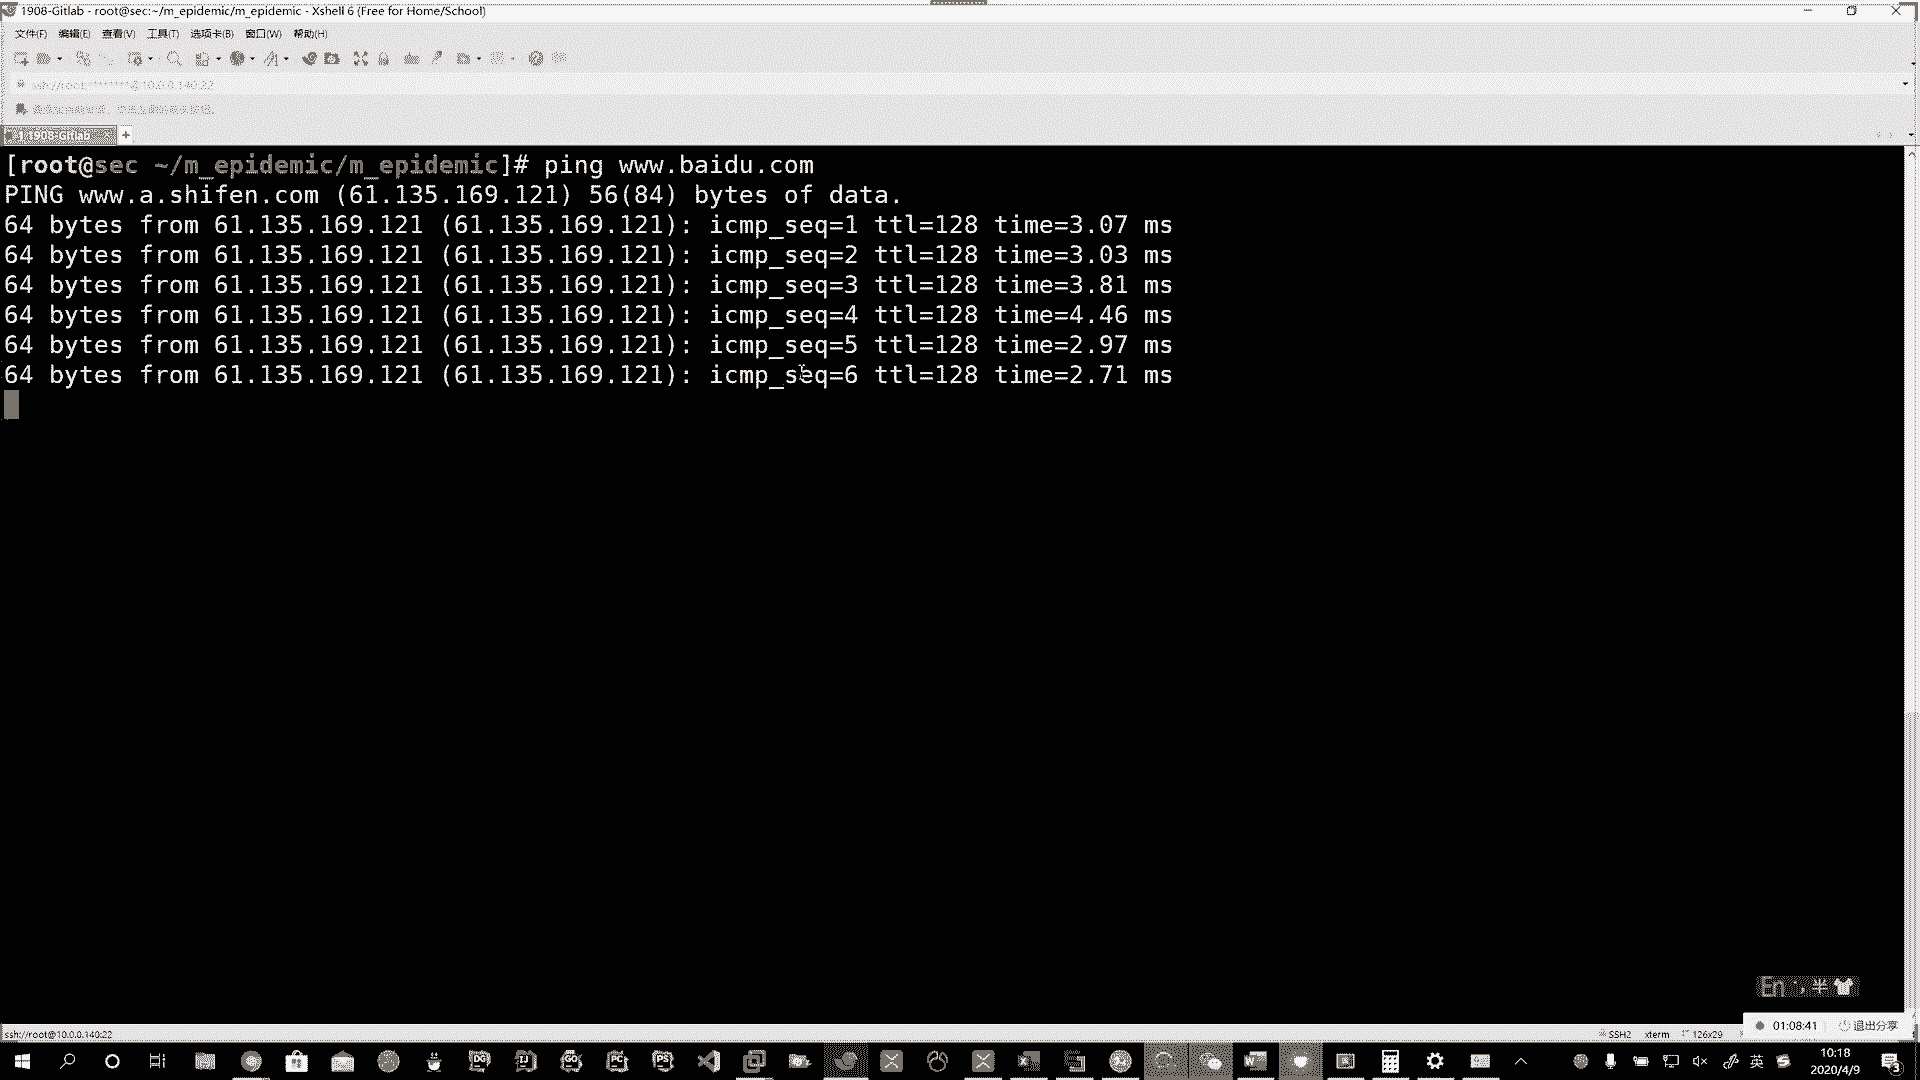 1908-Gitlab - root@sec:~/m_epidemic/m_epidemic - Xshell 6 (Free for Home/School)
文件(F) 编辑(E) 查看(V) 工具(T) 选项卡(B) 窗口(W) 帮助(H)
ssh://root:********@10.0.0.140:22
1 1908-Gitlab
[root@sec ~/m_epidemic/m_epidemic]# ping www.baidu.com
PING www.a.shifen.com (61.135.169.121) 56(84) bytes of data.
64 bytes from 61.135.169.121 (61.135.169.121): icmp_seq=1 ttl=128 time=3.07 ms
64 bytes from 61.135.169.121 (61.135.169.121): icmp_seq=2 ttl=128 time=3.03 ms
64 bytes from 61.135.169.121 (61.135.169.121): icmp_seq=3 ttl=128 time=3.81 ms
64 bytes from 61.135.169.121 (61.135.169.121): icmp_seq=4 ttl=128 time=4.46 ms
64 bytes from 61.135.169.121 (61.135.169.121): icmp_seq=5 ttl=128 time=2.97 ms
64 bytes from 61.135.169.121 (61.135.169.121): icmp_seq=6 ttl=128 time=2.71 ms
En 半
ssh://root@10.0.0.140:22 SSH2 xterm 126x29
01:08:41 退出分享
DG IJ GO PC PS
英
10:18
2020/4/9
3